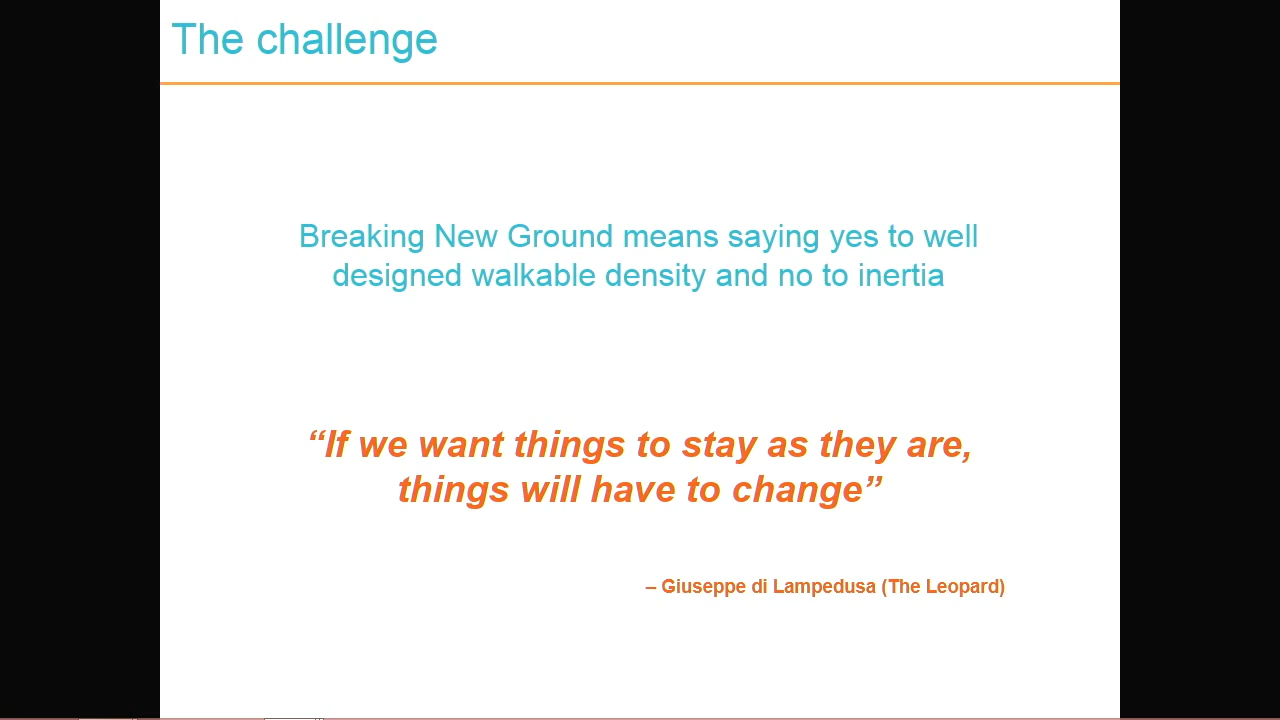 The challenge
Breaking New Ground means saying yes to well
designed walkable density and no to inertia
“If we want things to stay as they are,
things will have to change”
– Giuseppe di Lampedusa (The Leopard)